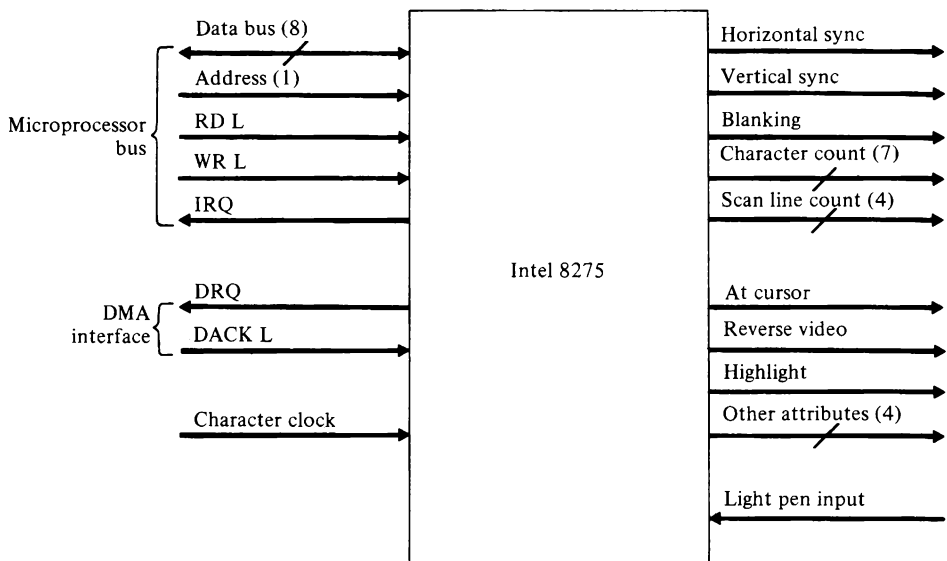 Data bus (8)
Address (1)
RD L
WR L
IRQ
Microprocessor
bus
DRQ
DACK L
DMA
interface
Character clock
Intel 8275
Horizontal sync
Vertical sync
Blanking
Character count (7)
Scan line count (4)
At cursor
Reverse video
Highlight
Other attributes (4)
Light pen input